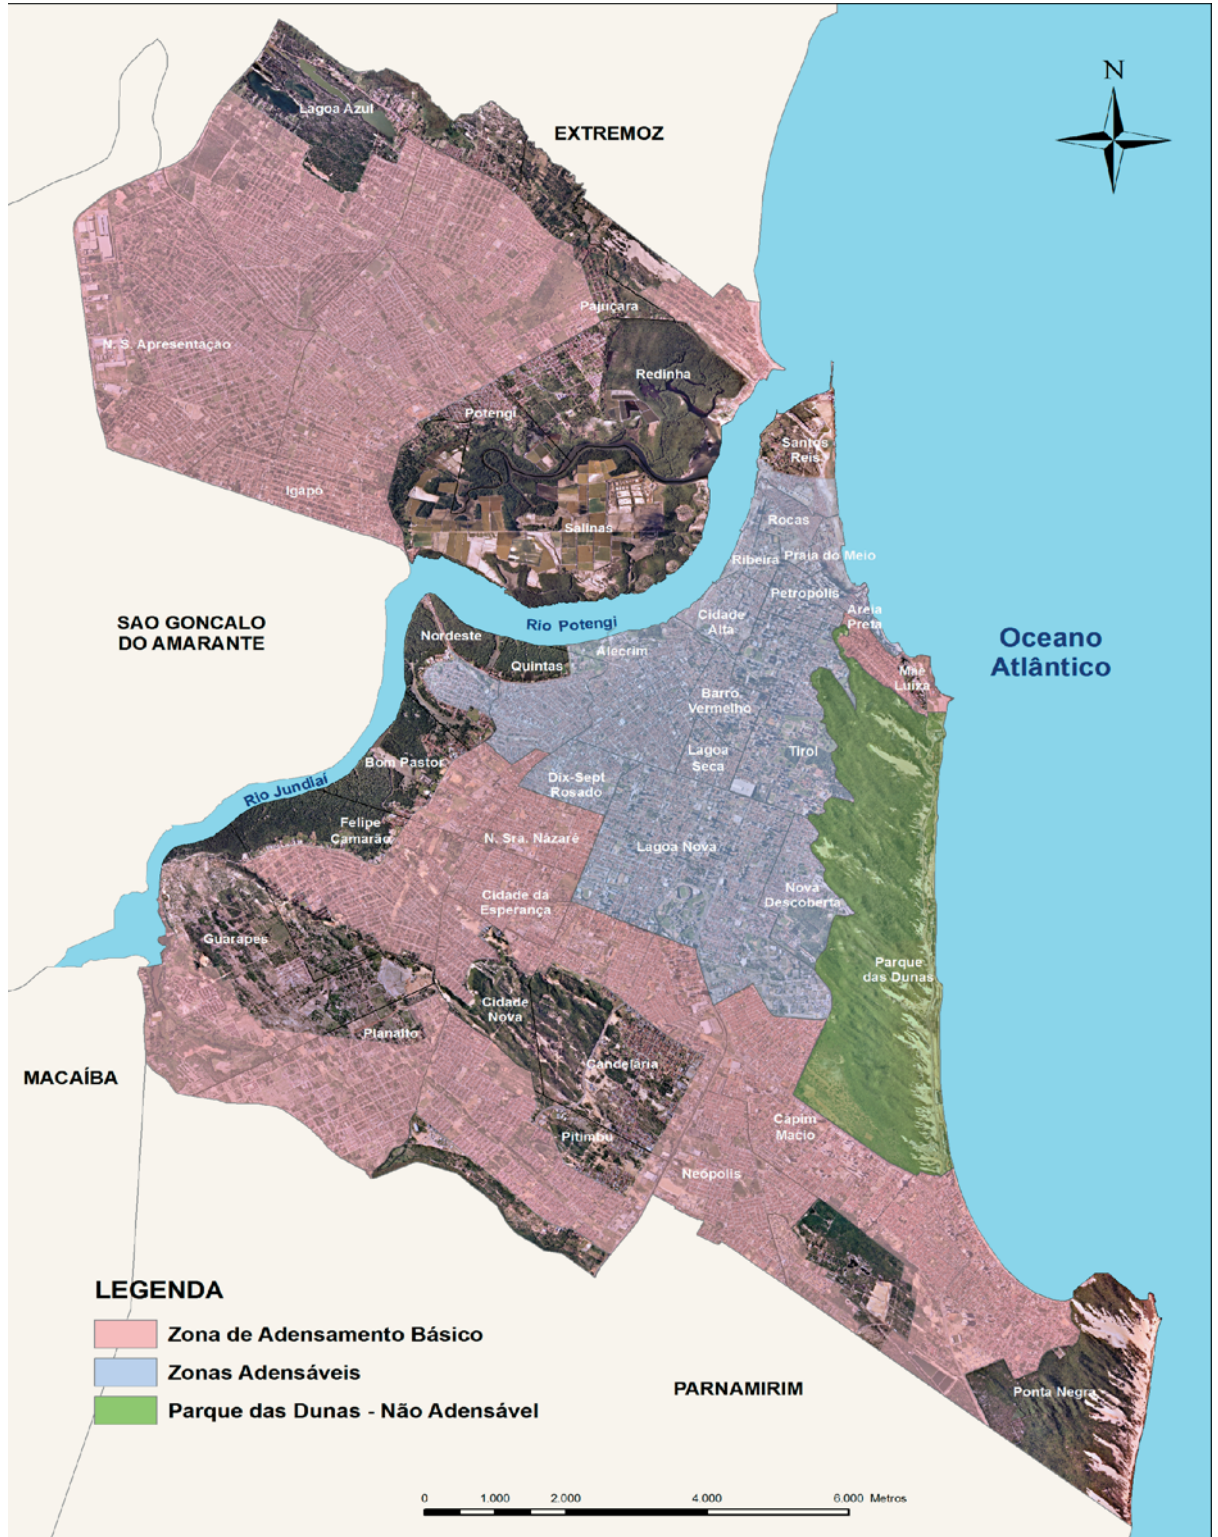 N
Lagoa Azul
EXTREMOZ
Pajuçara
N. S. Apresentação
Redinha
Potengi
Santos
Reis
Igapó
Salinas
Rocas
Ribeira
Praia do Meio
Petropólis
Areia
Preta
Cidade
Alta
SAO GONCALO
DO AMARANTE
Rio Potengi
Nordeste
Quintas
Alecrim
Oceano
Atlântico
Mãe
Luiza
Barro
Vermelho
Lagoa
Seca
Tirol
Bom Pastor
Dix-Sept
Rosado
Rio Jundiaí
Felipe
Camarão
N. Sra. Nazaré
Lagoa Nova
Cidade da
Esperança
Nova
Descoberta
Guarapes
Parque
das Dunas
Cidade
Nova
Planalto
Candelária
MACAÍBA
Pitimbu
Capim
Macio
Neópolis
LEGENDA
Zona de Adensamento Básico
Zonas Adensáveis
Parque das Dunas - Não Adensável
PARNAMIRIM
Ponta Negra
0 1.000 2.000 4.000 6.000 Metros